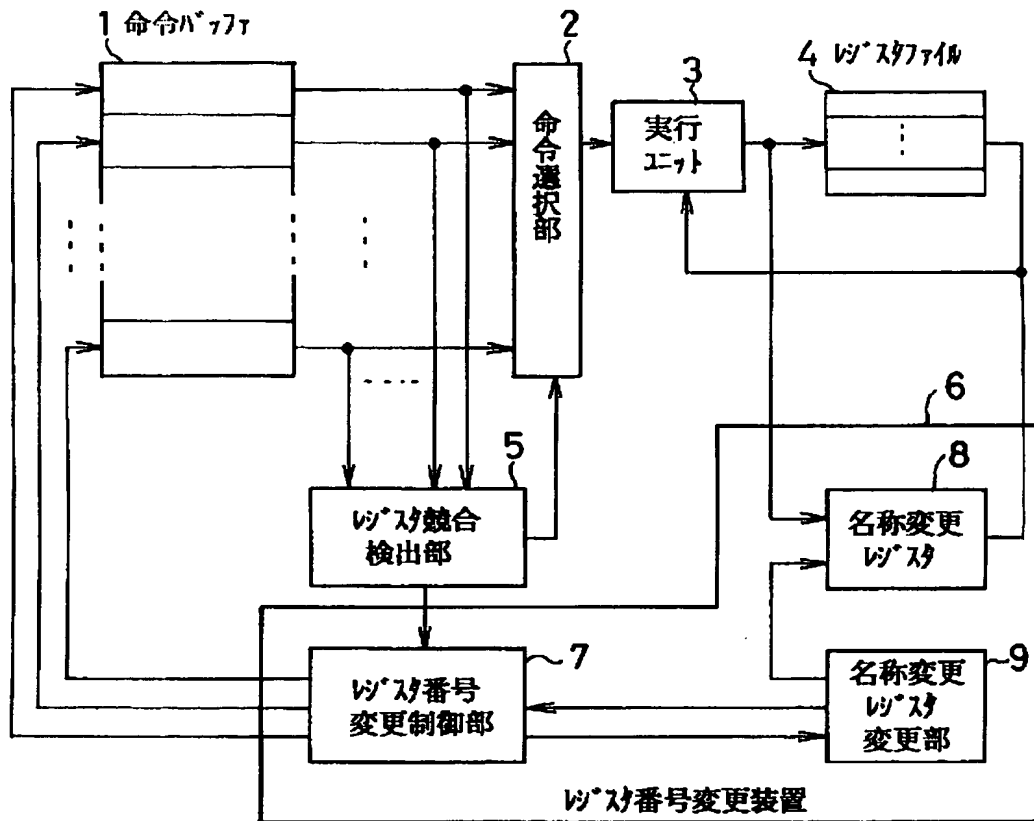 1 命令ﾊﾞｯﾌｧ
2
命令選択部
3
実行
ﾕﾆｯﾄ
4 ﾚｼﾞｽﾀﾌｧｲﾙ
5
ﾚｼﾞｽﾀ競合
検出部
6
7
ﾚｼﾞｽﾀ番号
変更制御部
8
名称変更
ﾚｼﾞｽﾀ
9
名称変更
ﾚｼﾞｽﾀ
変更部
ﾚｼﾞｽﾀ番号変更装置